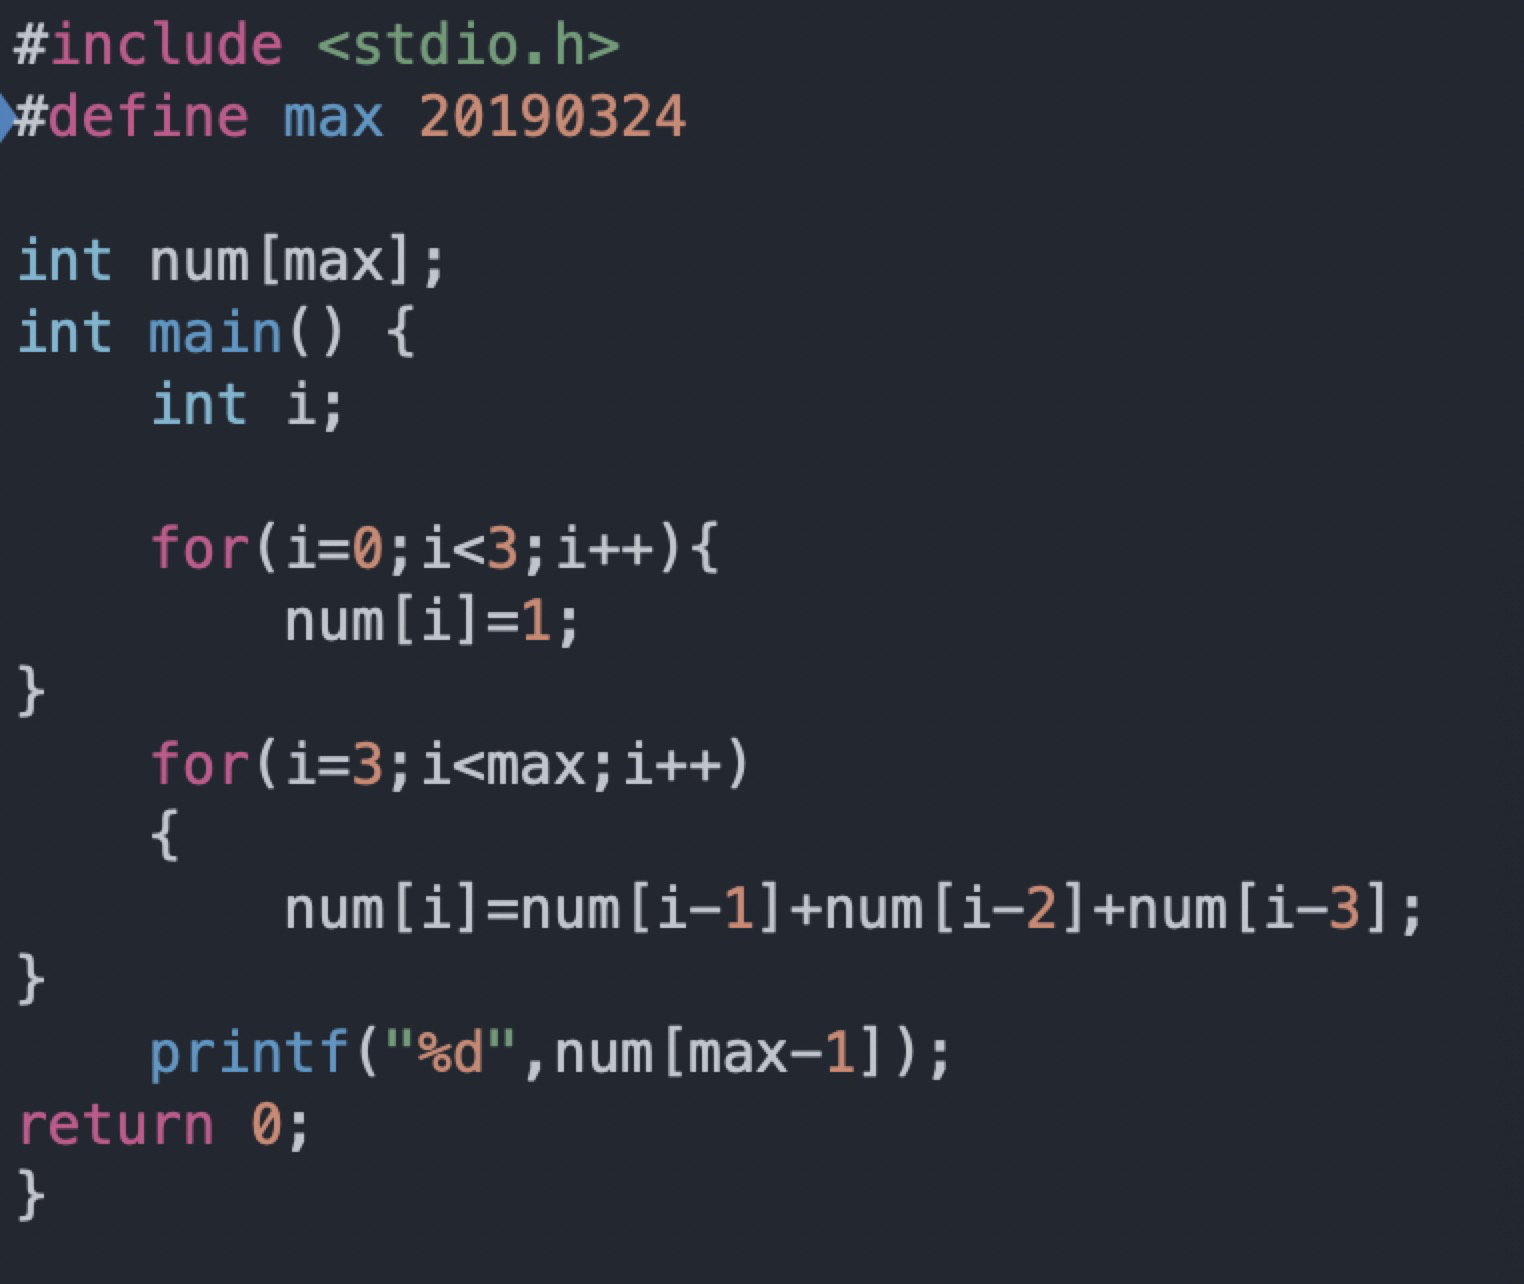 #include <stdio.h>
#define max 20190324
int num[max];
int main() {
int i;
for(i=0;i<3;i++){
num[i]=1;
}
for(i=3;i<max;i++)
{
num[i]=num[i-1]+num[i-2]+num[i-3];
}
printf("%d",num[max-1]);
return 0;
}